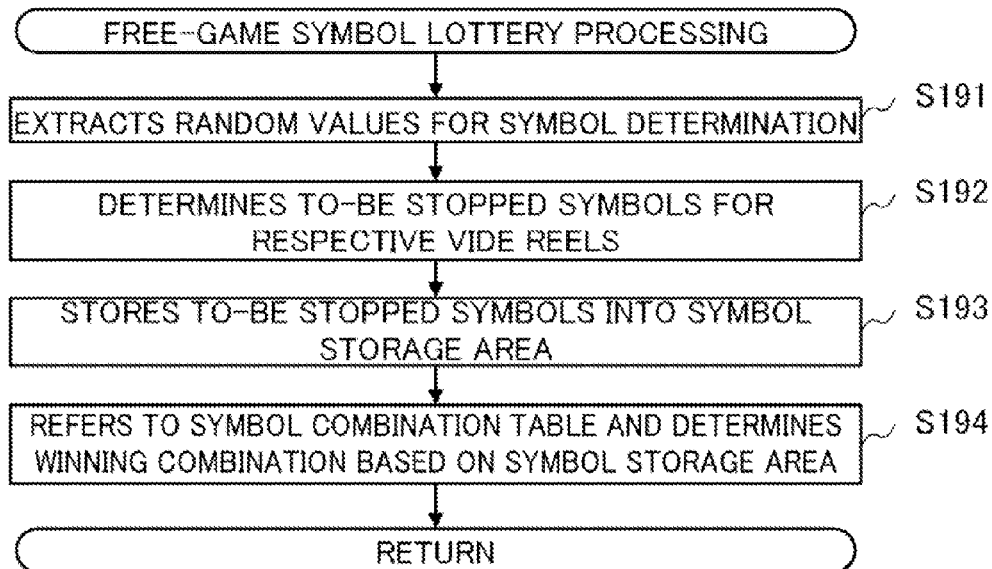 FREE-GAME SYMBOL LOTTERY PROCESSING
S191
EXTRACTS RANDOM VALUES FOR SYMBOL DETERMINATION
S192
DETERMINES TO-BE STOPPED SYMBOLS FOR
RESPECTIVE VIDE REELS
S193
STORES TO-BE STOPPED SYMBOLS INTO SYMBOL
STORAGE AREA
S194
REFERS TO SYMBOL COMBINATION TABLE AND DETERMINES
WINNING COMBINATION BASED ON SYMBOL STORAGE AREA
RETURN